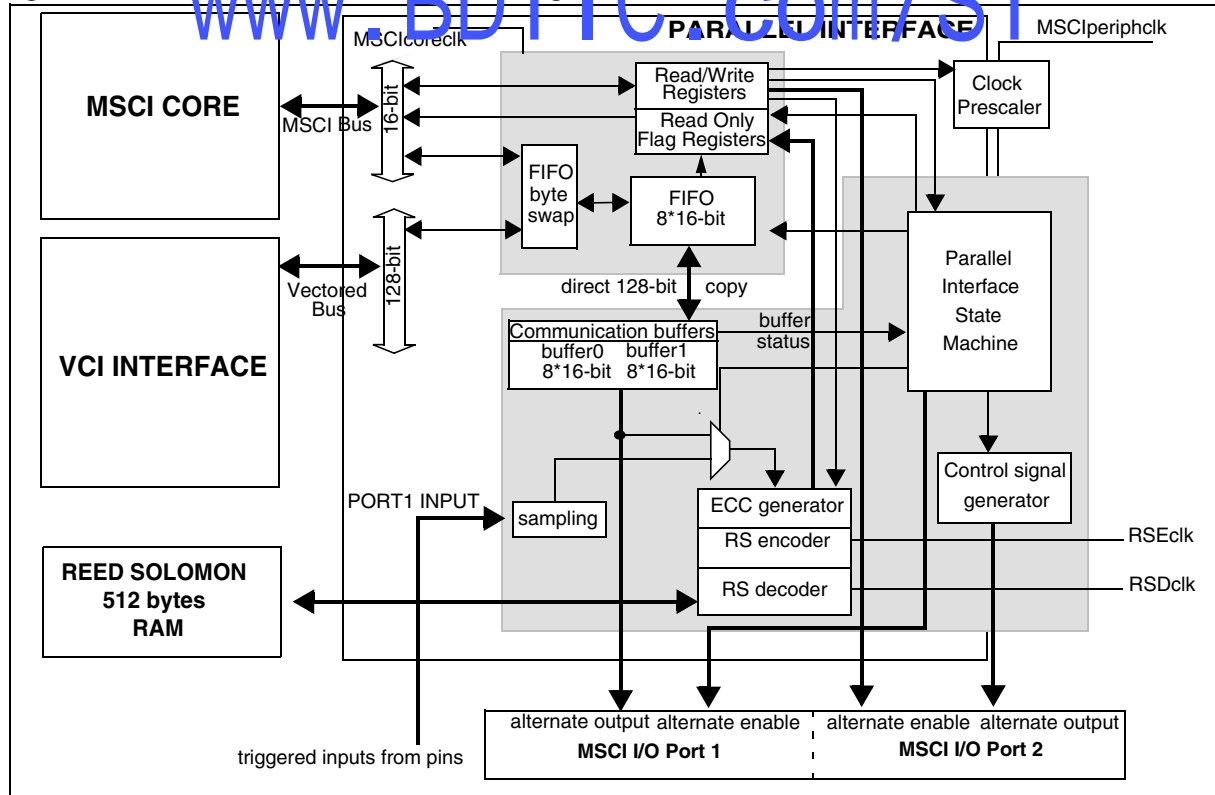 www.BDTIC.com/ST
PARALLEL INTERFACE
MSCIcoreclk
MSCIperiphclk
MSCI CORE
MSCI Bus
16-bit
Read/Write
Registers
Read Only
Flag Registers
Clock
Prescaler
FIFO
byte
swap
FIFO
8*16-bit
VCI INTERFACE
Vectored
Bus
128-bit
direct 128-bit copy
Parallel
Interface
State
Machine
Communication buffers
buffer0 buffer1
8*16-bit 8*16-bit
buffer
status
PORT1 INPUT
sampling
ECC generator
RS encoder
RS decoder
Control signal
generator
RSEclk
RSDclk
REED SOLOMON
512 bytes
RAM
triggered inputs from pins
alternate output alternate enable
MSCI I/O Port 1
alternate enable alternate output
MSCI I/O Port 2